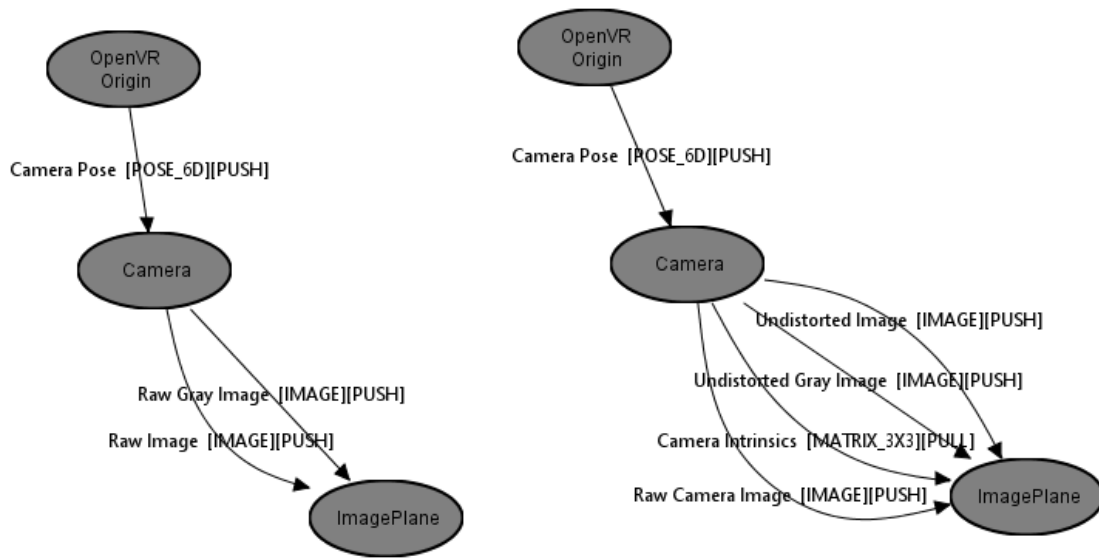 OpenVR
Origin
Camera Pose [POSE_6D][PUSH]
Camera
Raw Gray Image [IMAGE][PUSH]
Raw Image [IMAGE][PUSH]
ImagePlane
OpenVR
Origin
Camera Pose [POSE_6D][PUSH]
Camera
Undistorted Image [IMAGE][PUSH]
Undistorted Gray Image [IMAGE][PUSH]
Camera Intrinsics [MATRIX_3X3][PULL]
Raw Camera Image [IMAGE][PUSH]
ImagePlane